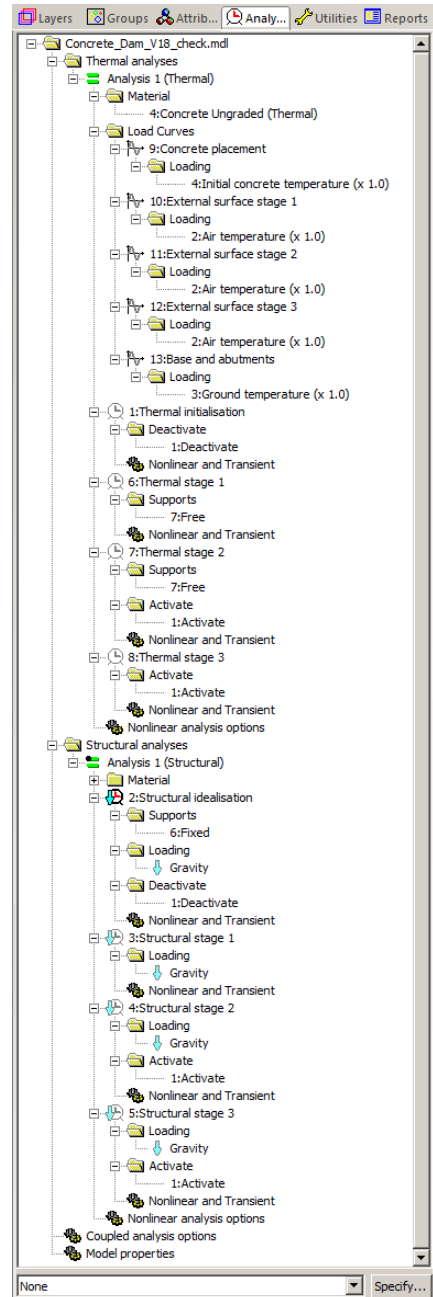 Layers Groups Attrib... Analy... Utilities Reports
Concrete_Dam_V18_check.mdl
Thermal analyses
Analysis 1 (Thermal)
Material
4:Concrete Ungraded (Thermal)
Load Curves
9:Concrete placement
Loading
4:Initial concrete temperature (x 1.0)
10:External surface stage 1
Loading
2:Air temperature (x 1.0)
11:External surface stage 2
Loading
2:Air temperature (x 1.0)
12:External surface stage 3
Loading
2:Air temperature (x 1.0)
13:Base and abutments
Loading
3:Ground temperature (x 1.0)
1:Thermal initialisation
Deactivate
1:Deactivate
Nonlinear and Transient
6:Thermal stage 1
Supports
7:Free
Nonlinear and Transient
7:Thermal stage 2
Supports
7:Free
Activate
1:Activate
Nonlinear and Transient
8:Thermal stage 3
Activate
1:Activate
Nonlinear and Transient
Nonlinear analysis options
Structural analyses
Analysis 1 (Structural)
Material
2:Structural idealisation
Supports
6:Fixed
Loading
Gravity
Deactivate
1:Deactivate
Nonlinear and Transient
3:Structural stage 1
Loading
Gravity
Nonlinear and Transient
4:Structural stage 2
Loading
Gravity
Activate
1:Activate
Nonlinear and Transient
5:Structural stage 3
Loading
Gravity
Activate
1:Activate
Nonlinear and Transient
Nonlinear analysis options
Coupled analysis options
Model properties
None Specify...